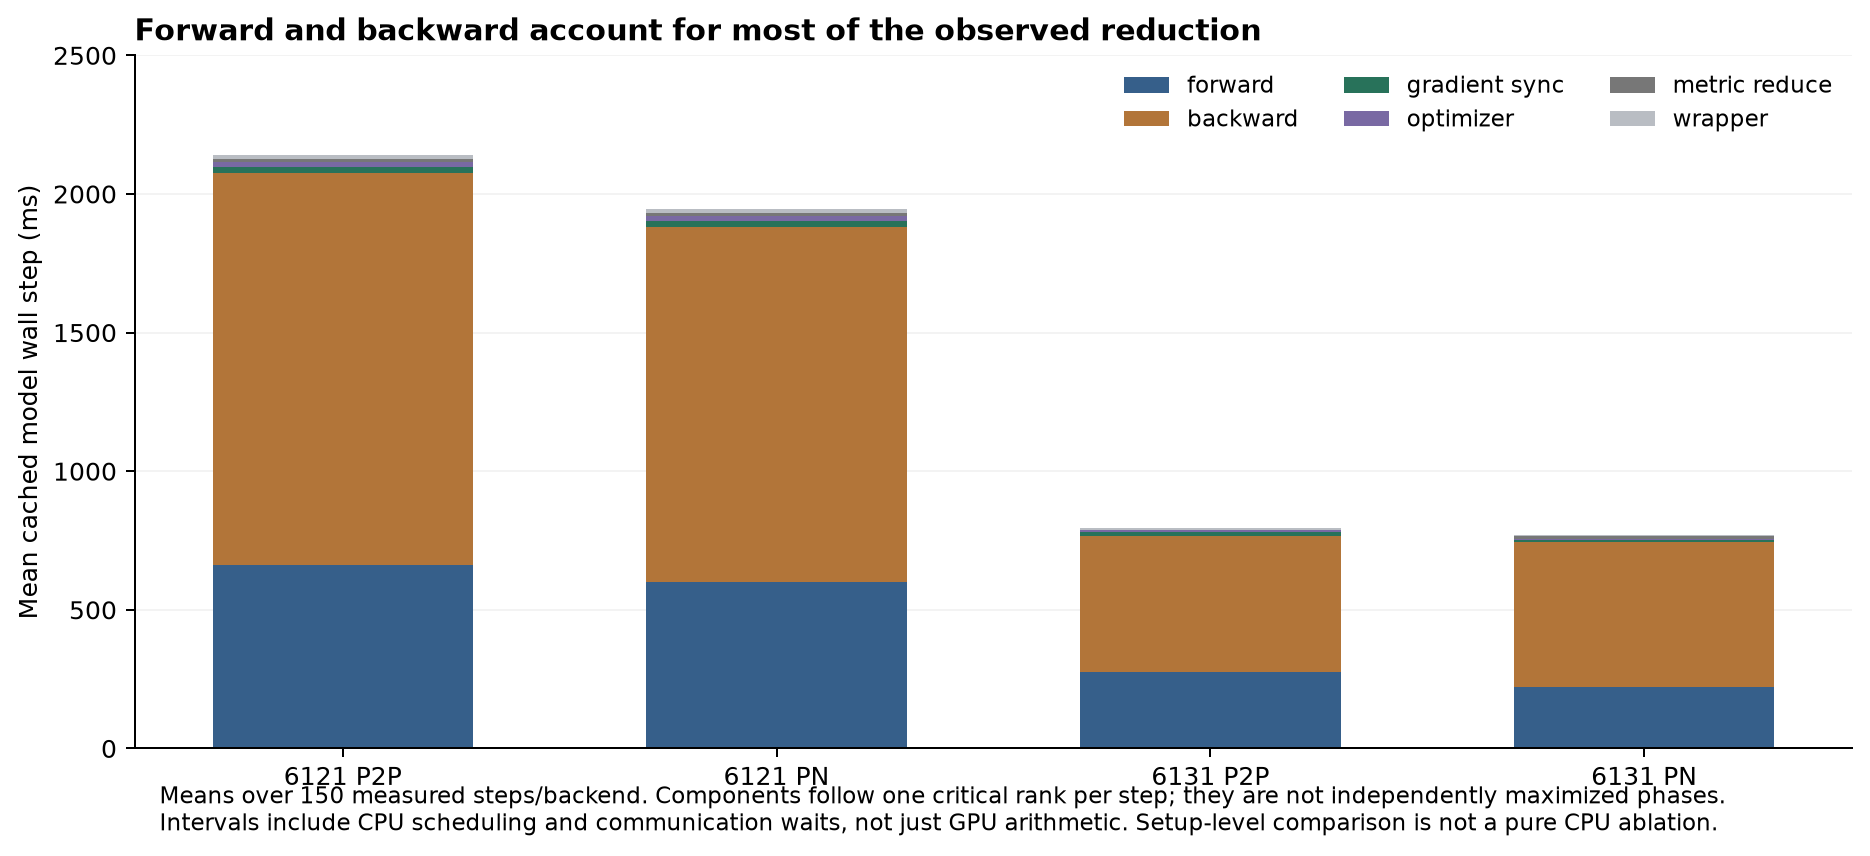 Forward and backward account for most of the observed reduction
2500
2000
1500
1000
500
0
Mean cached model wall step (ms)
forward
backward
gradient sync
optimizer
metric reduce
wrapper
6121 P2P
6121 PN
6131 P2P
6131 PN
Means over 150 measured steps/backend. Components follow one critical rank per step; they are not independently maximized phases.
Intervals include CPU scheduling and communication waits, not just GPU arithmetic. Setup-level comparison is not a pure CPU ablation.